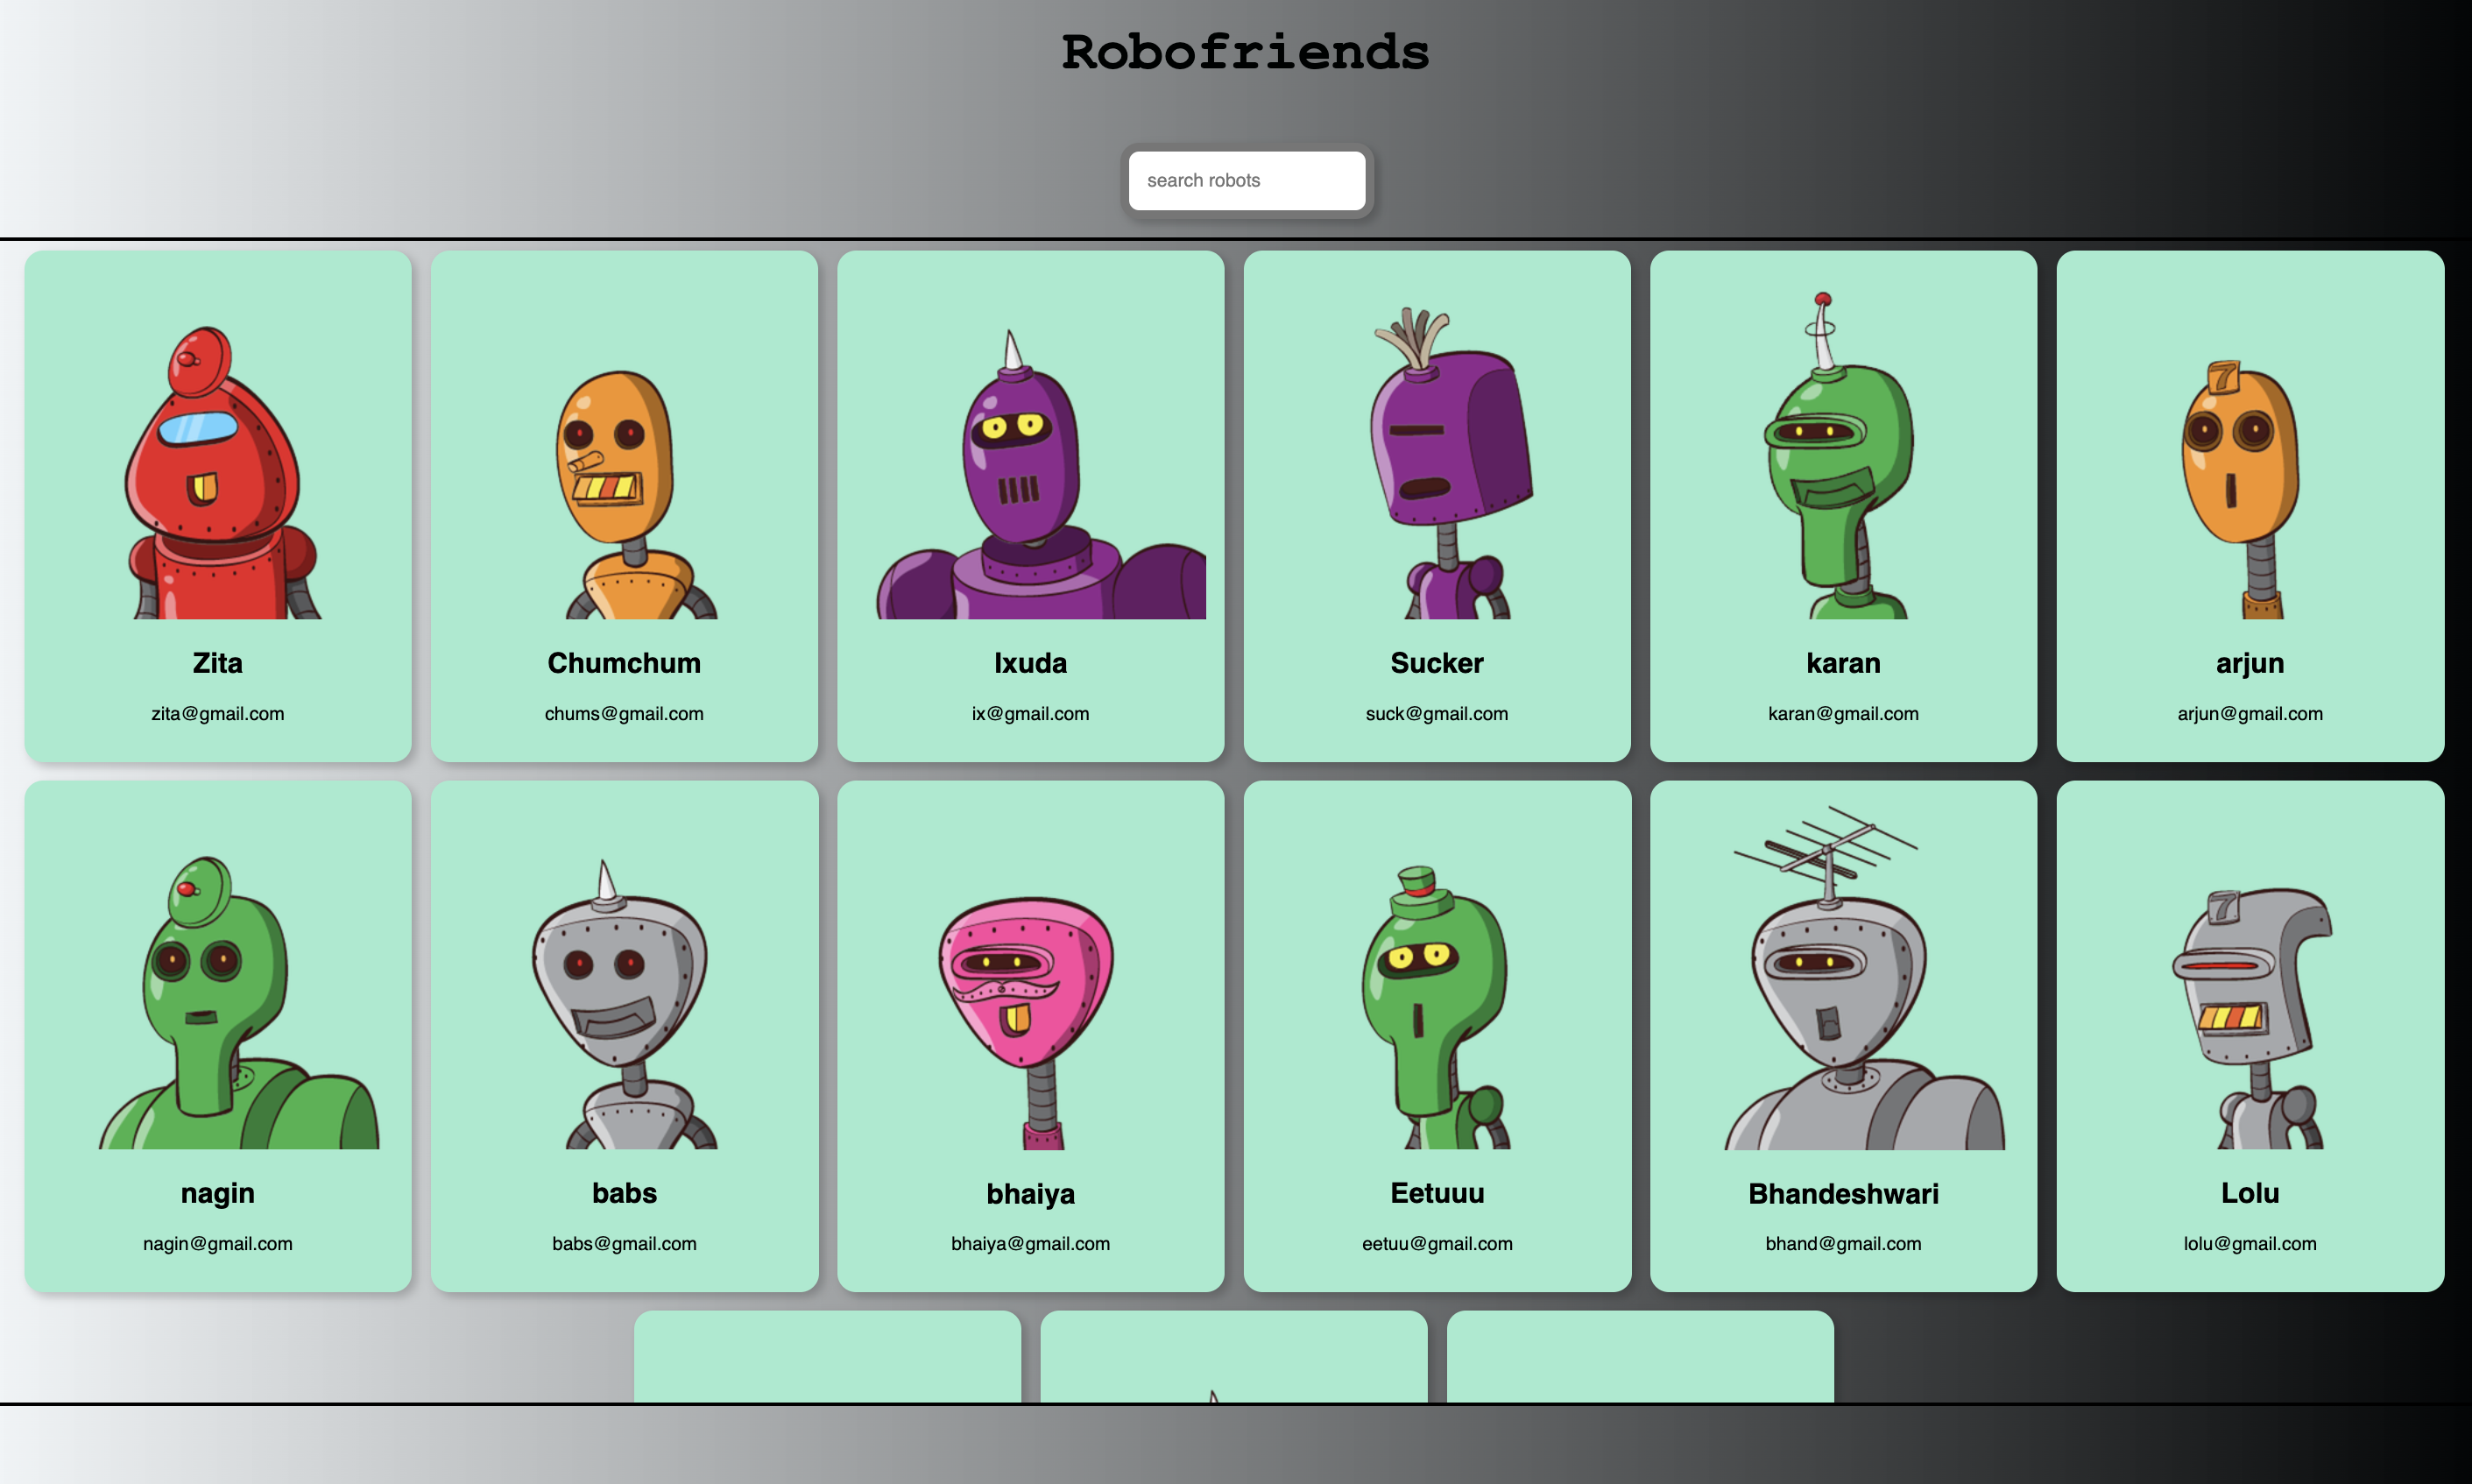 Robofriends
search robots
7
Zita
zita@gmail.com
Chumchum
chums@gmail.com
Ixuda
ix@gmail.com
Sucker
suck@gmail.com
karan
karan@gmail.com
arjun
arjun@gmail.com
7
nagin
nagin@gmail.com
babs
babs@gmail.com
bhaiya
bhaiya@gmail.com
Eetuuu
eetuu@gmail.com
Bhandeshwari
bhand@gmail.com
Lolu
lolu@gmail.com